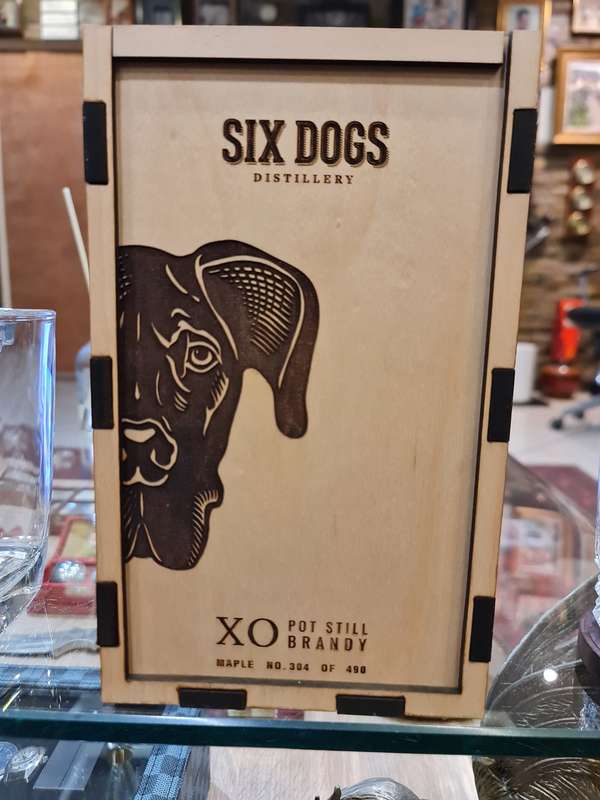 SIX DOGS
DISTILLERY
XO POT STILL
BRANDY
MAPLE NO.304 OF 490